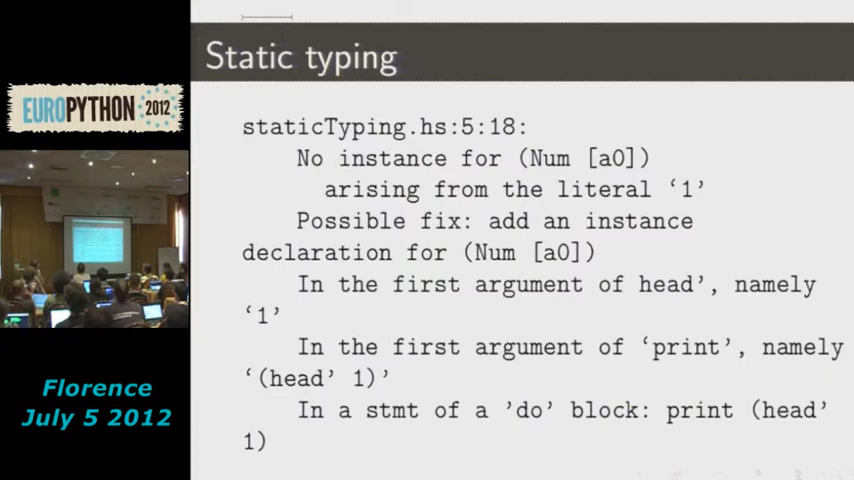 Static typing
EUROPYTHON 2012
staticTyping.hs:5:18:
No instance for (Num [a0])
arising from the literal ‘1’
Possible fix: add an instance
declaration for (Num [a0])
In the first argument of head’, namely
‘1’
In the first argument of ‘print’, namely
‘(head’ 1)’
In a stmt of a ’do’ block: print (head’
1)
Florence
July 5 2012